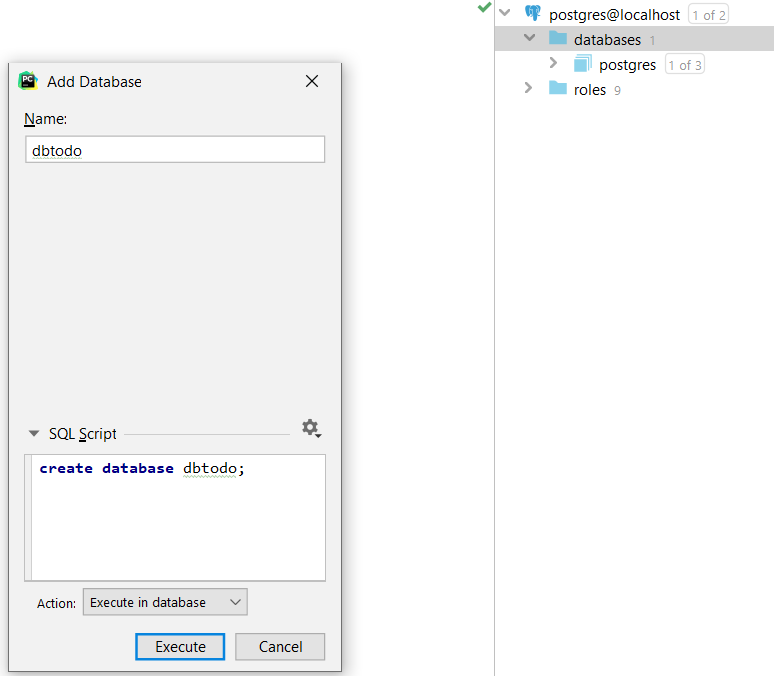 Add Database
Name:
dbtodo
SQL Script
create database dbtodo;
Action: Execute in database
Execute Cancel
postgres@localhost 1 of 2
databases 1
postgres 1 of 3
roles 9